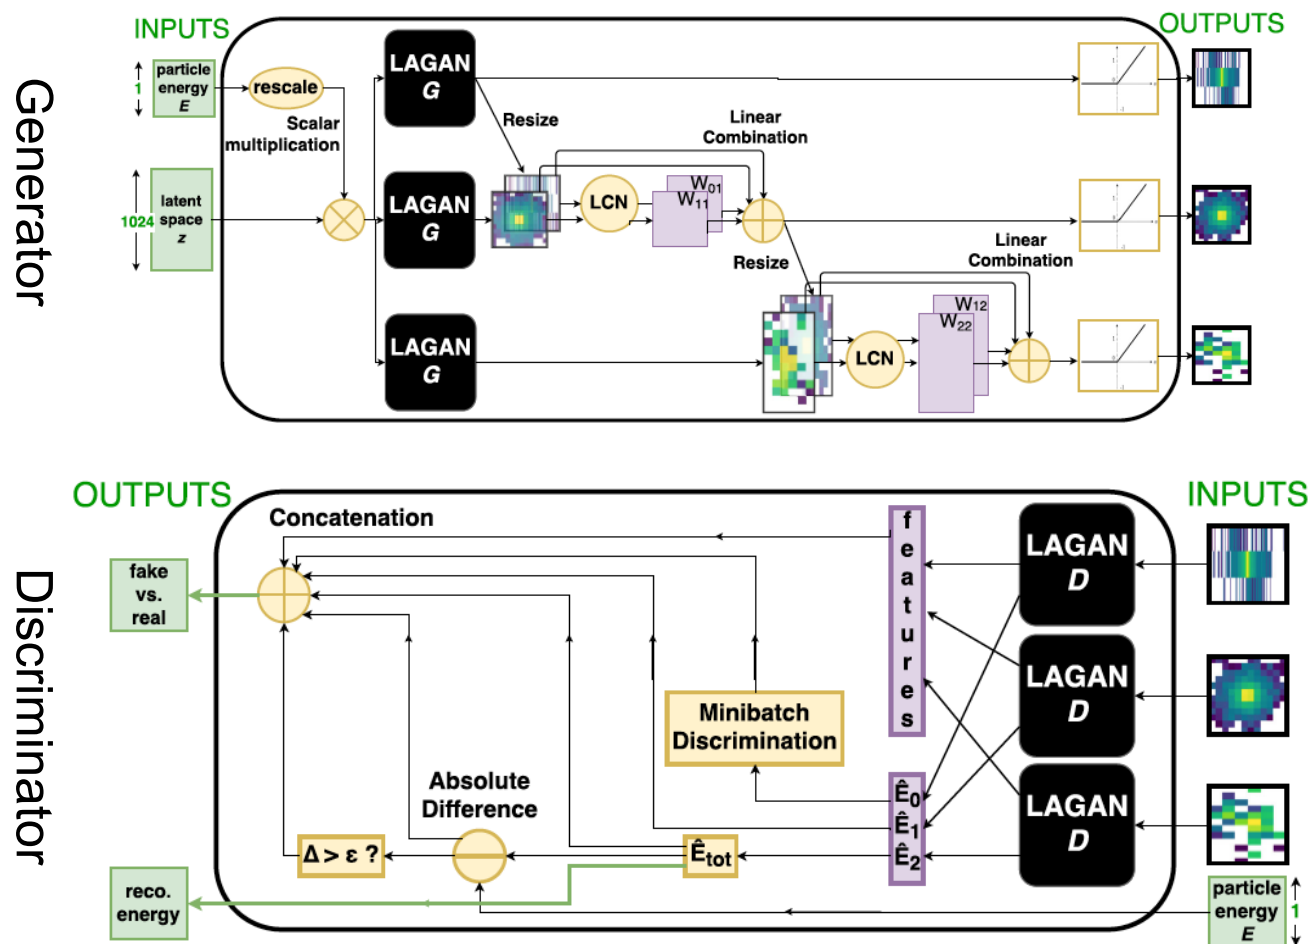 Generator
INPUTS
OUTPUTS
1
particle
energy
E
rescale
Scalar
multiplication
1024
latent
space
z
LAGAN
G
LAGAN
G
LAGAN
G
Resize
LCN
W01
W11
Linear
Combination
Resize
LCN
W12
W22
Linear
Combination
Discriminator
OUTPUTS
INPUTS
Concatenation
fake
vs.
real
reco.
energy
Δ > ε ?
Absolute
Difference
Êtot
Minibatch
Discrimination
features
Ê0
Ê1
Ê2
LAGAN
D
LAGAN
D
LAGAN
D
particle
energy
E
1